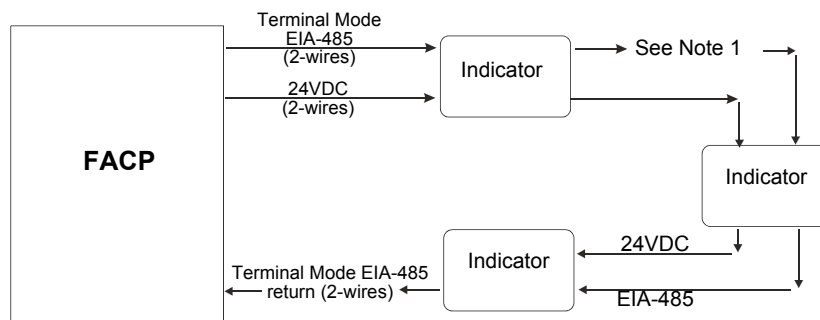 Terminal Mode
EIA-485
(2-wires)
Indicator
See Note 1
24VDC
(2-wires)
FACP
Indicator
24VDC
Indicator
Terminal Mode EIA-485
return (2-wires)
EIA-485